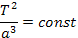 T²/a³ = const